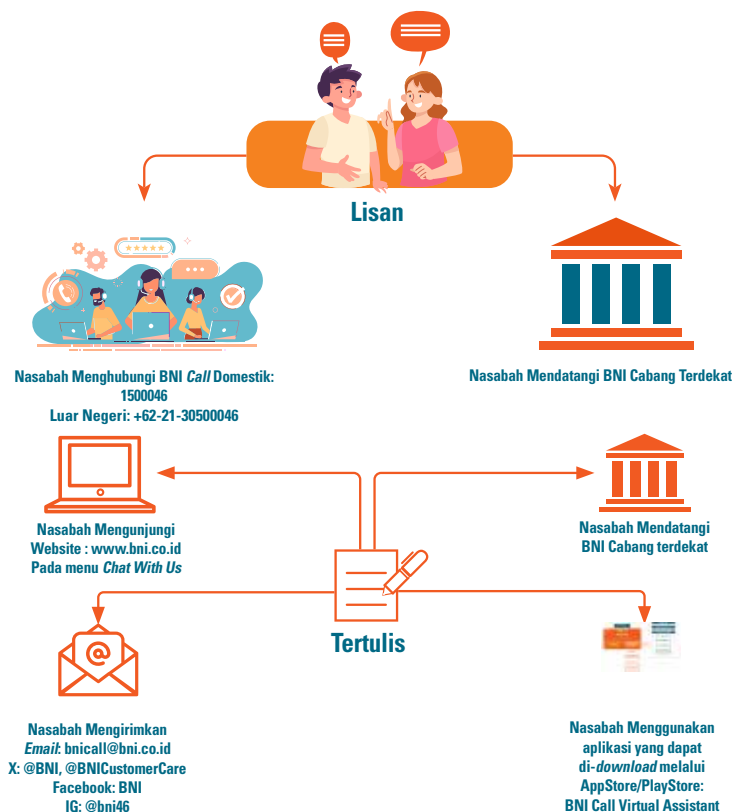 Lisan
Nasabah Menghubungi BNI Call Domestik:
1500046
Luar Negeri: +62-21-30500046
Nasabah Mendatangi BNI Cabang Terdekat
Nasabah Mengunjungi
Website : www.bni.co.id
Pada menu Chat With Us
Nasabah Mendatangi
BNI Cabang terdekat
Tertulis
Nasabah Mengirimkan
Email: bnicall@bni.co.id
X: @BNI, @BNICustomerCare
Facebook: BNI
IG: @bni46
Nasabah Menggunakan
aplikasi yang dapat
di-download melalui
AppStore/PlayStore:
BNI Call Virtual Assistant